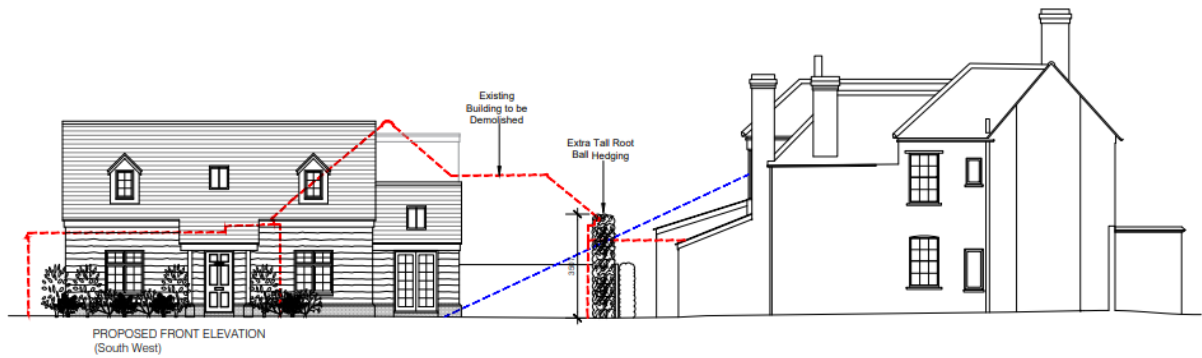 Existing
Building to be
Demolished
Extra Tall Root
Ball Hedging
PROPOSED FRONT ELEVATION
(South West)